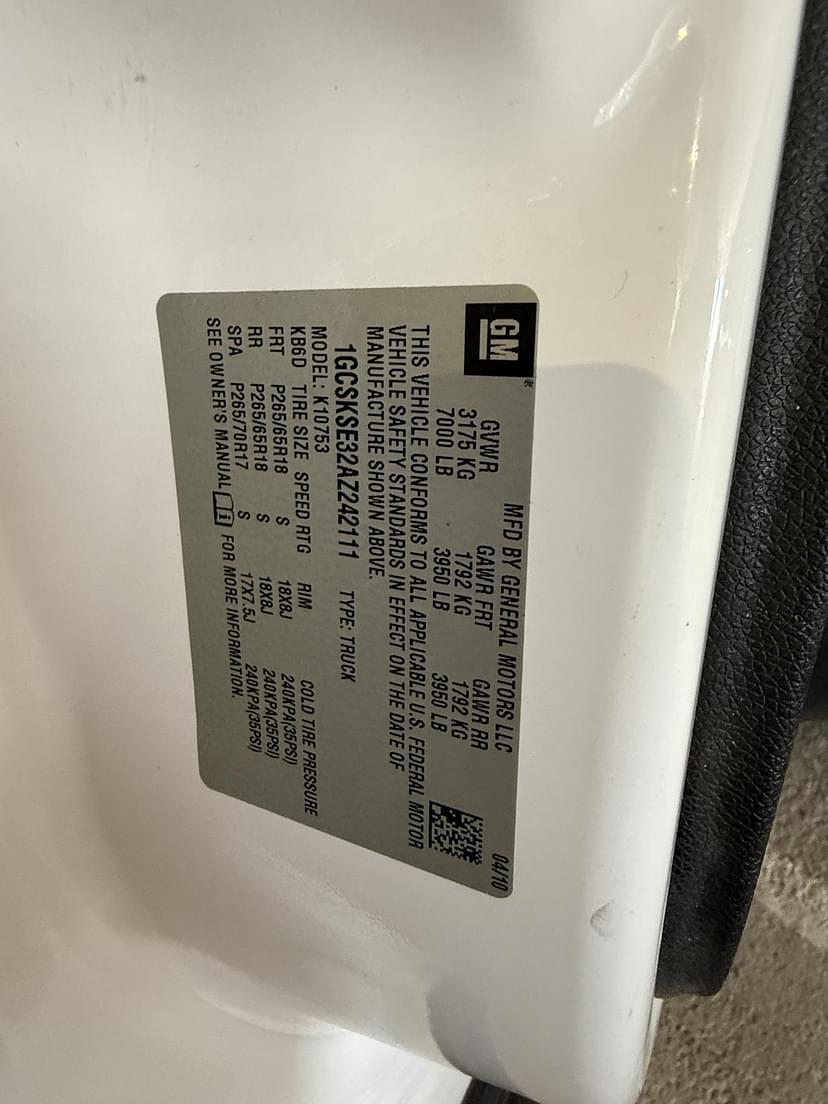 GM ®
MFD BY GENERAL MOTORS LLC 04/10
GVWR GAWR FRT GAWR RR
3175 KG 1792 KG 1792 KG
7000 LB 3950 LB 3950 LB
THIS VEHICLE CONFORMS TO ALL APPLICABLE U.S. FEDERAL MOTOR
VEHICLE SAFETY STANDARDS IN EFFECT ON THE DATE OF
MANUFACTURE SHOWN ABOVE.
1GCSKSE32AZ242111 TYPE: TRUCK
MODEL: K10753
KB6D TIRE SIZE SPEED RTG RIM COLD TIRE PRESSURE
FRT P265/65R18 S 18X8J 240KPA(35PSI)
RR P265/65R18 S 18X8J 240KPA(35PSI)
SPA P265/70R17 S 17X7.5J 240KPA(35PSI)
SEE OWNER'S MANUAL FOR MORE INFORMATION.